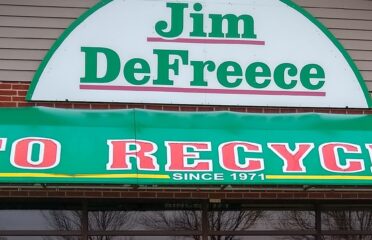 Jim
DeFreece
TO RECYC
SINCE 1971